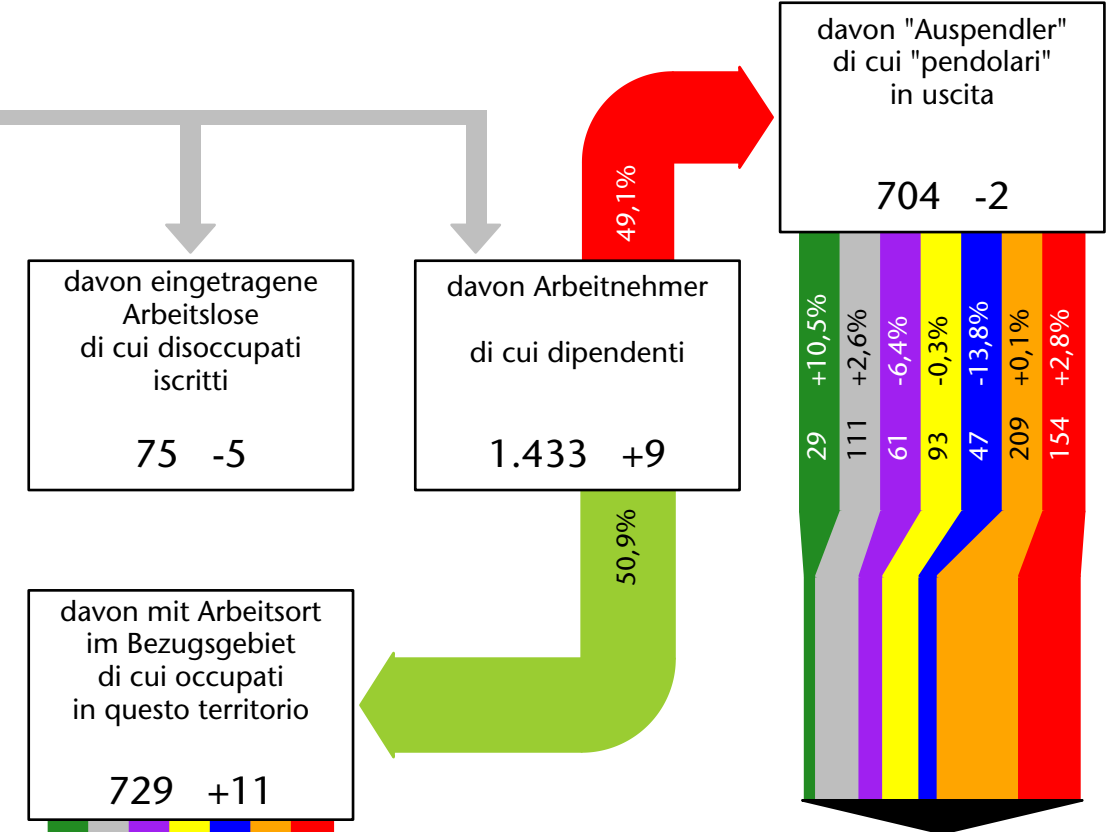 davon "Auspendler"
di cui "pendolari"
in uscita
704 -2
49,1%
davon eingetragene
Arbeitslose
di cui disoccupati
iscritti
75 -5
davon Arbeitnehmer
di cui dipendenti
1.433 +9
29 +10,5%
111 +2,6%
61 -6,4%
93 -0,3%
47 -13,8%
209 +0,1%
154 +2,8%
50,9%
davon mit Arbeitsort
im Bezugsgebiet
di cui occupati
in questo territorio
729 +11